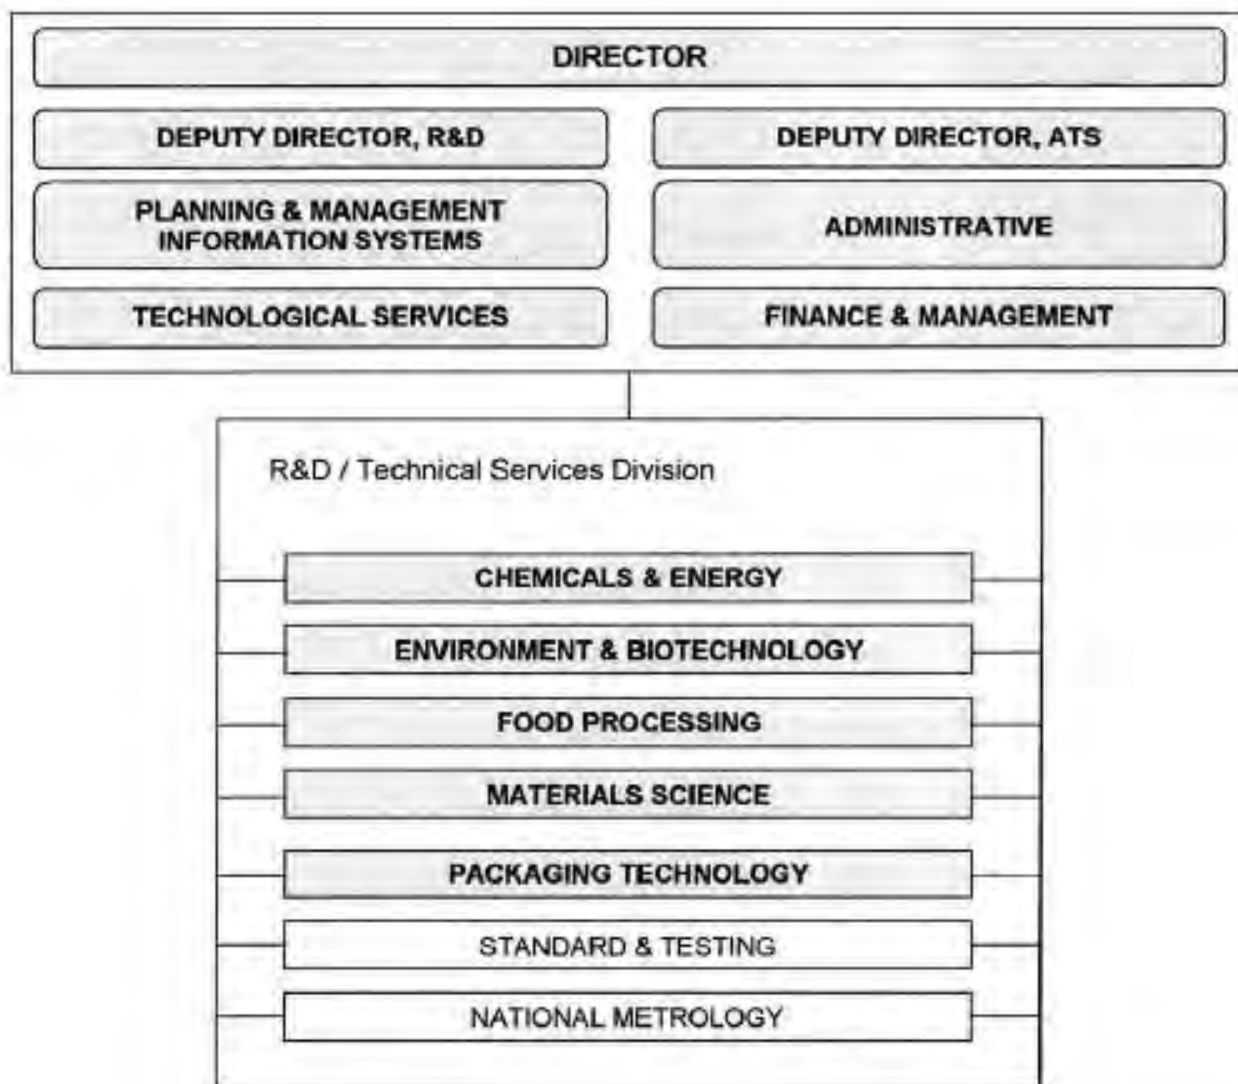 DIRECTOR
DEPUTY DIRECTOR, R&D
DEPUTY DIRECTOR, ATS
PLANNING & MANAGEMENT
INFORMATION SYSTEMS
ADMINISTRATIVE
TECHNOLOGICAL SERVICES
FINANCE & MANAGEMENT
R&D / Technical Services Division
CHEMICALS & ENERGY
ENVIRONMENT & BIOTECHNOLOGY
FOOD PROCESSING
MATERIALS SCIENCE
PACKAGING TECHNOLOGY
STANDARD & TESTING
NATIONAL METROLOGY